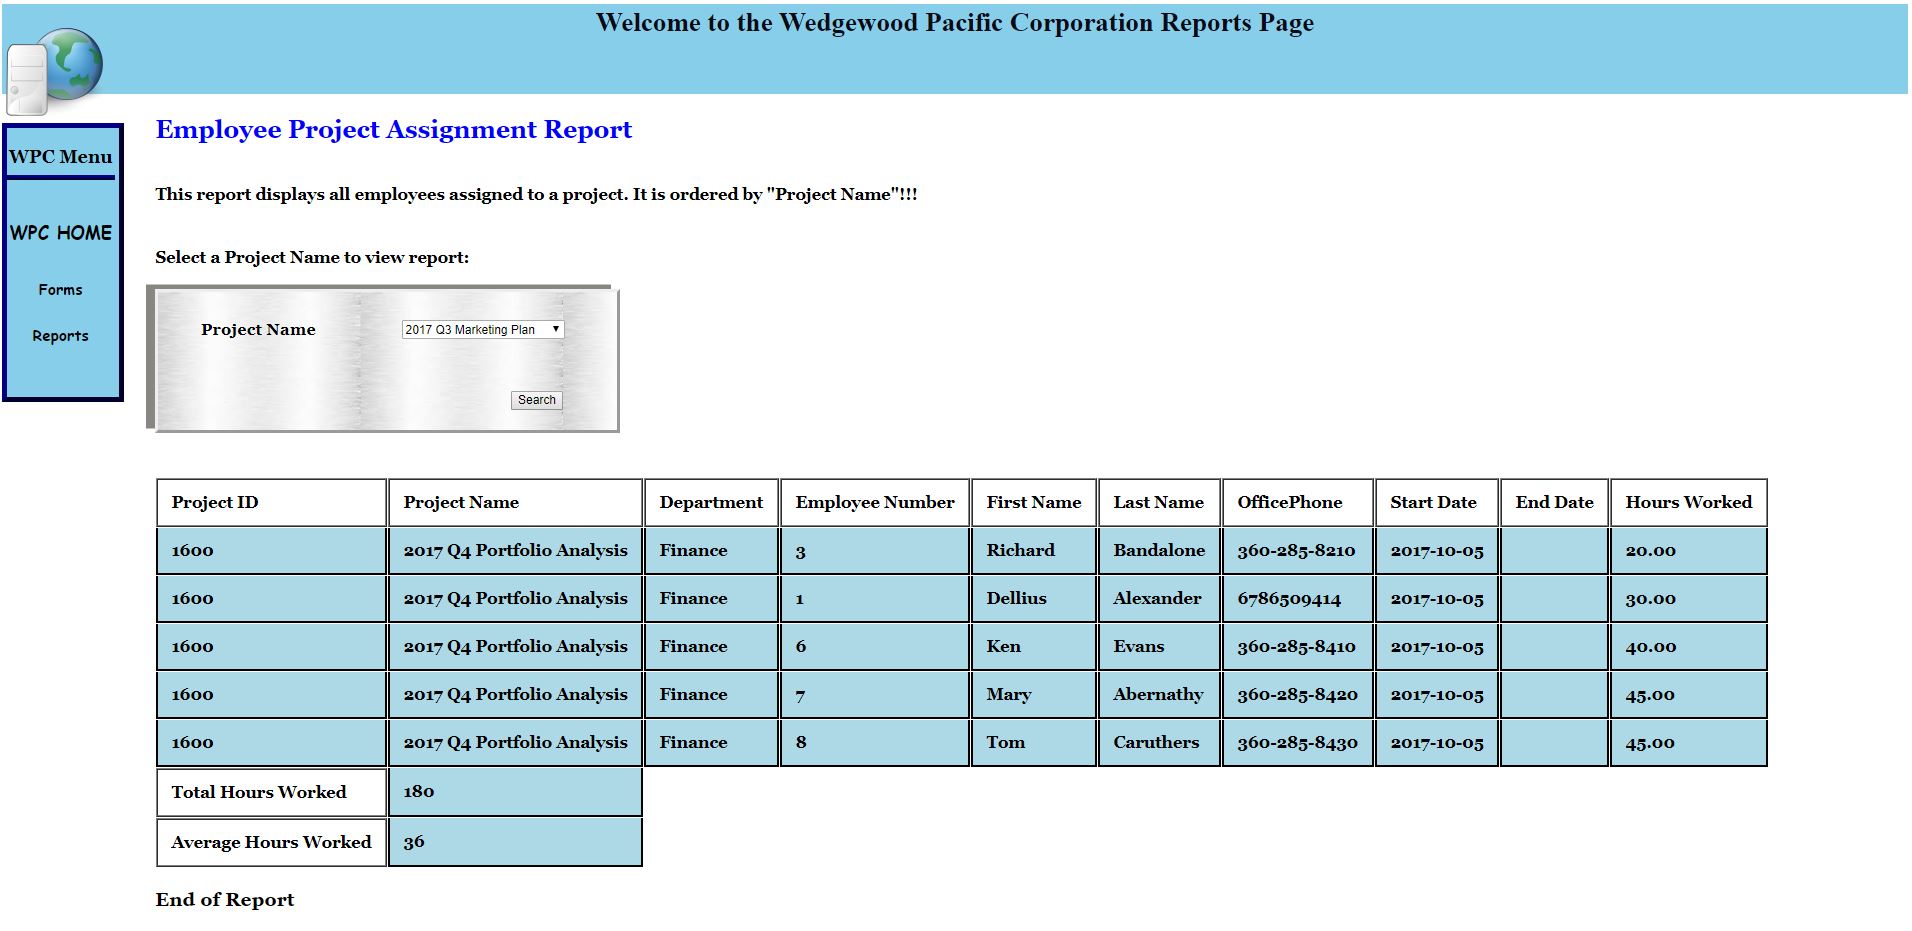 Welcome to the Wedgewood Pacific Corporation Reports Page
WPC Menu
WPC HOME
Forms
Reports
Employee Project Assignment Report
This report displays all employees assigned to a project. It is ordered by "Project Name"!!!
Select a Project Name to view report:
Project Name 2017 Q3 Marketing Plan
Search
Project ID Project Name Department Employee Number First Name Last Name OfficePhone Start Date End Date Hours Worked
1600 2017 Q4 Portfolio Analysis Finance 3 Richard Bandalone 360-285-8210 2017-10-05 20.00
1600 2017 Q4 Portfolio Analysis Finance 1 Dellius Alexander 6786509414 2017-10-05 30.00
1600 2017 Q4 Portfolio Analysis Finance 6 Ken Evans 360-285-8410 2017-10-05 40.00
1600 2017 Q4 Portfolio Analysis Finance 7 Mary Abernathy 360-285-8420 2017-10-05 45.00
1600 2017 Q4 Portfolio Analysis Finance 8 Tom Caruthers 360-285-8430 2017-10-05 45.00
Total Hours Worked 180
Average Hours Worked 36
End of Report